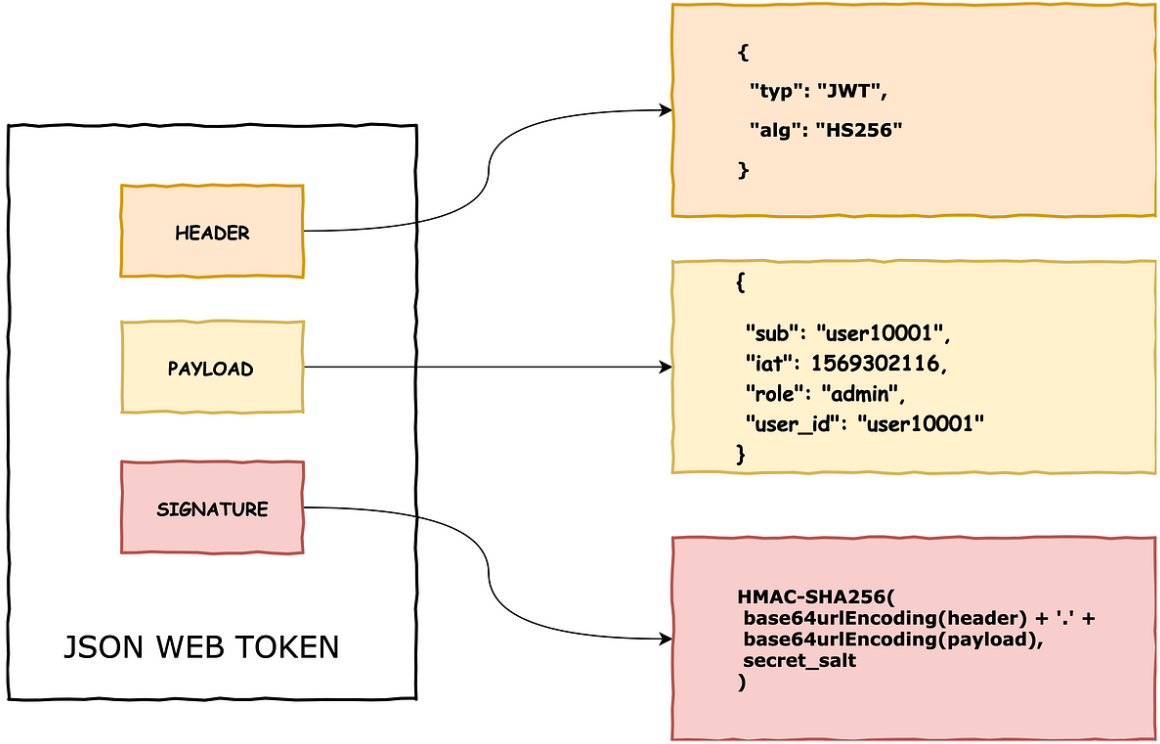 HEADER
PAYLOAD
SIGNATURE
JSON WEB TOKEN
{
"typ": "JWT",
"alg": "HS256"
}
{
"sub": "user10001",
"iat": 1569302116,
"role": "admin",
"user_id": "user10001"
}
HMAC-SHA256(
base64urlEncoding(header) + '.' +
base64urlEncoding(payload),
secret_salt
)